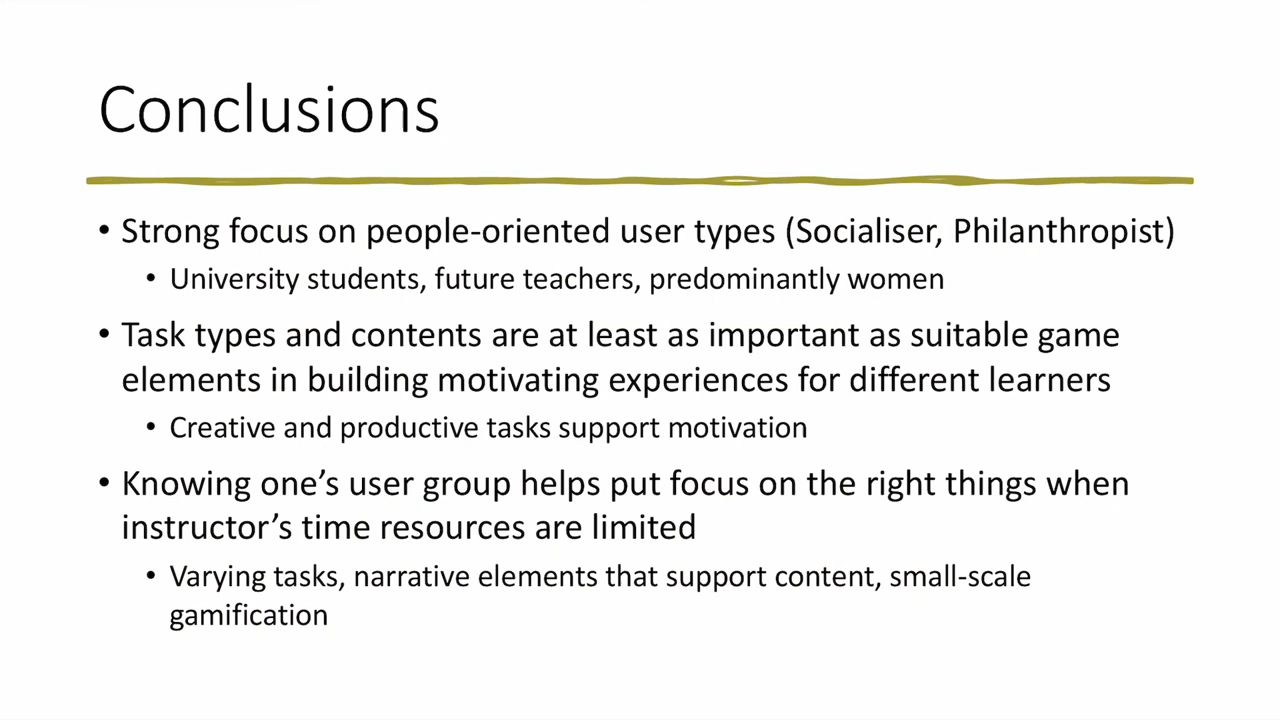 Conclusions
• Strong focus on people-oriented user types (Socialiser, Philanthropist)
• University students, future teachers, predominantly women
• Task types and contents are at least as important as suitable game
elements in building motivating experiences for different learners
• Creative and productive tasks support motivation
• Knowing one’s user group helps put focus on the right things when
instructor’s time resources are limited
• Varying tasks, narrative elements that support content, small-scale
gamification